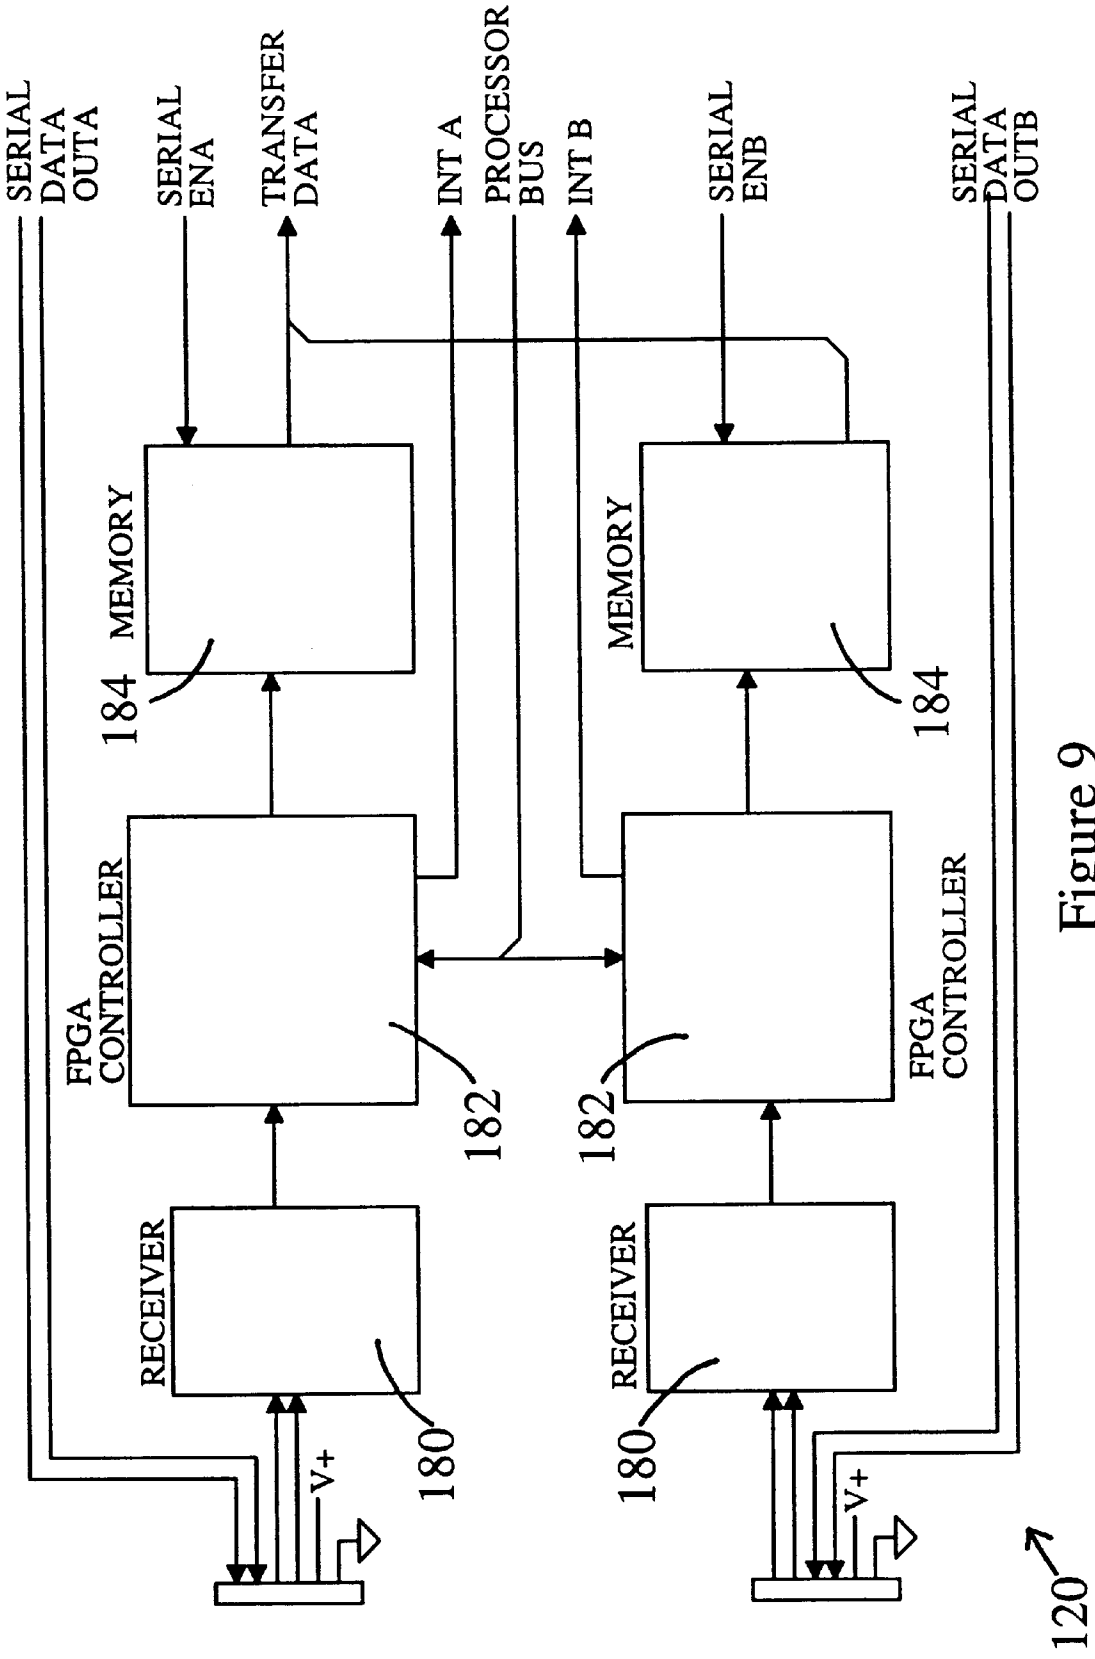 SERIAL
DATA
OUTA
SERIAL
ENA
TRANSFER
DATA
INT A
PROCESSOR
BUS
INT B
SERIAL
ENB
SERIAL
DATA
OUTB
MEMORY
184
MEMORY
184
FPGA
CONTROLLER
182
182
FPGA
CONTROLLER
RECEIVER
180
RECEIVER
180
V+
V+
120
Figure 9